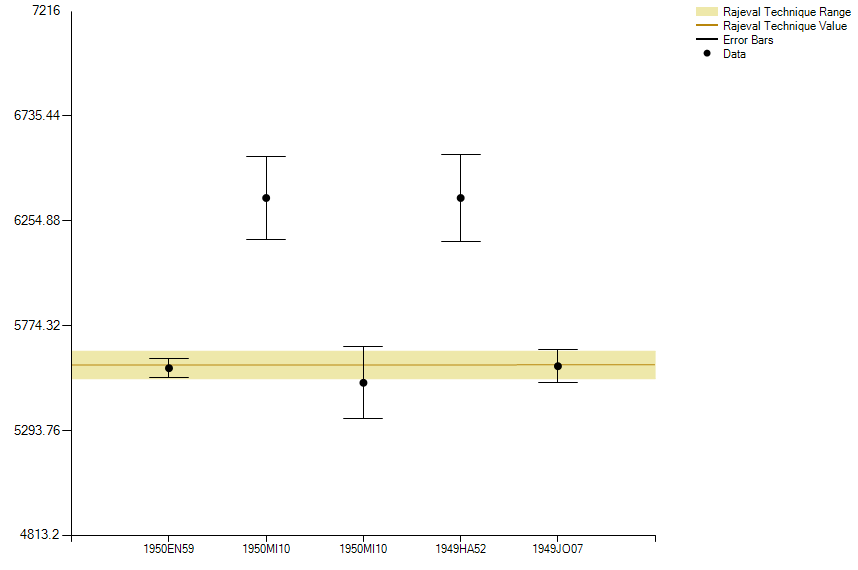 7216
6735.44
6254.88
5774.32
5293.76
4813.2
1950EN59
1950MI10
1950MI10
1949HA52
1949JO07
Rajeval Technique Range
Rajeval Technique Value
Error Bars
Data